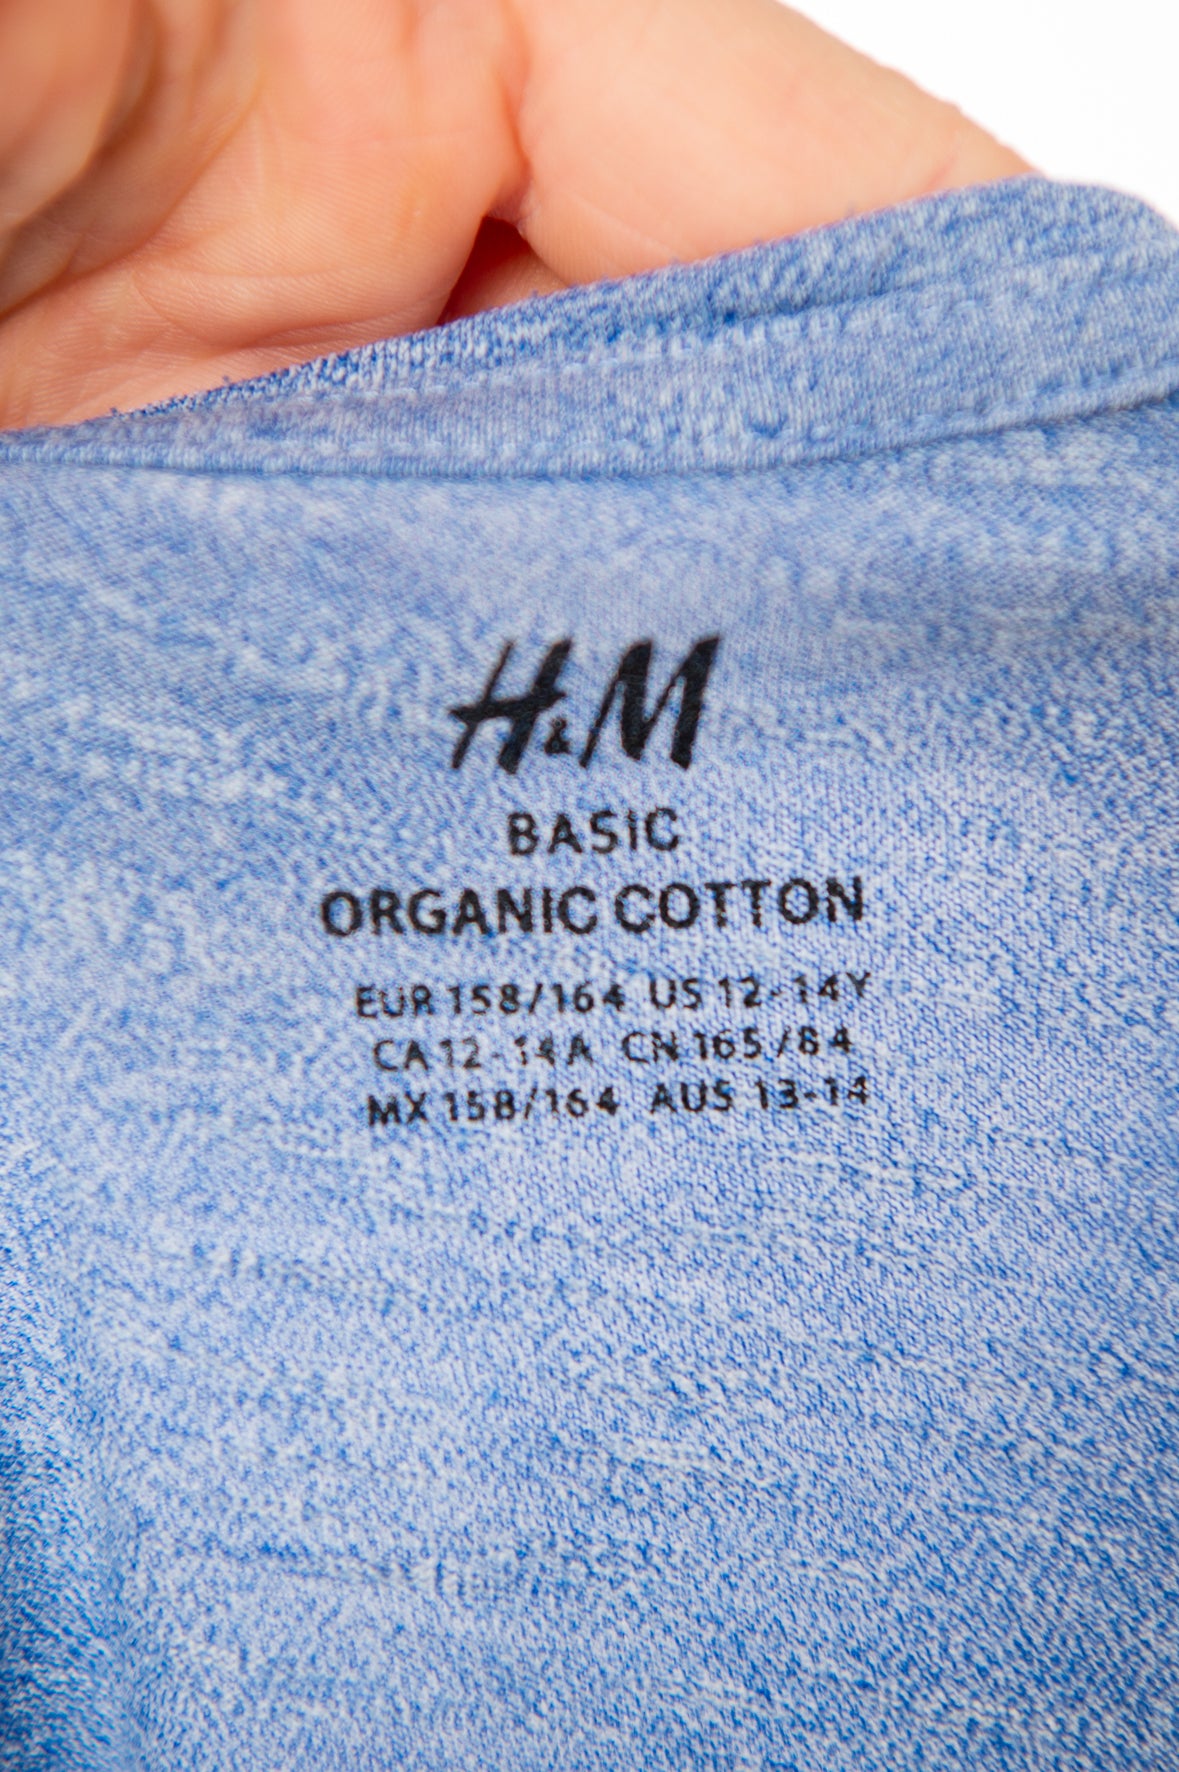 H&M
BASIC
ORGANIC COTTON
EUR 158/164 US 12-14Y
CA 12-14A CN 165/84
MX 158/164 AUS 13-14